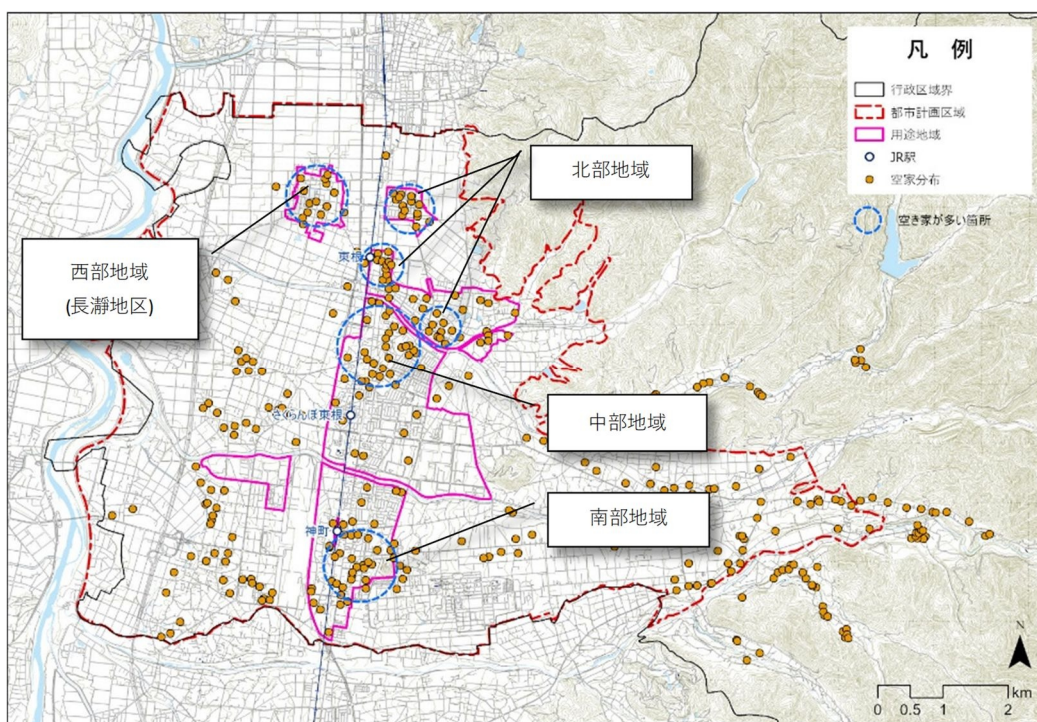 凡 例
行政区域界
都市計画区域
用途地域
JR駅
空家分布
空き家が多い箇所
北部地域
西部地域
(長瀞地区)
東根
中部地域
さくらんぼ東根
南部地域
神町
N
km
0 0.5 1 2